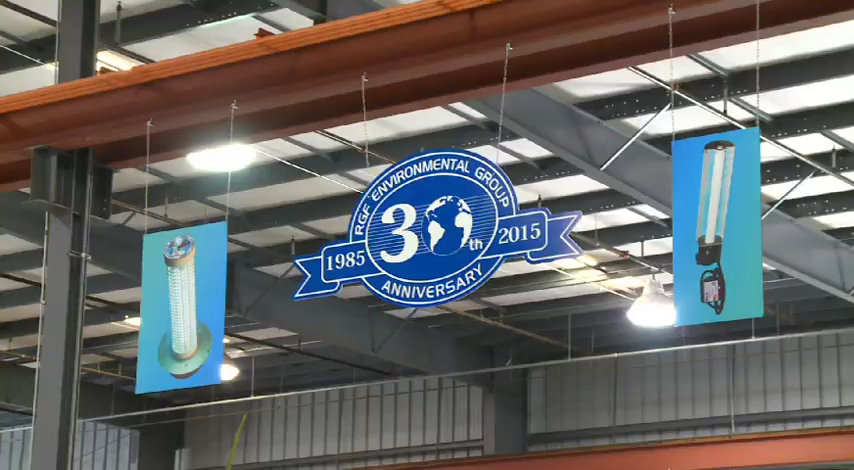 RGF ENVIRONMENTAL GROUP
30th
1985
2015
ANNIVERSARY